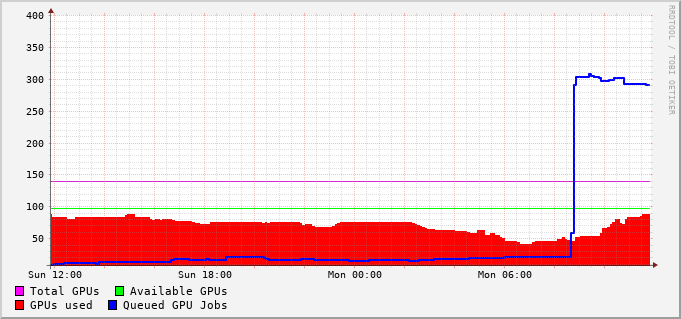 400
350
300
250
200
150
100
50
Sun 12:00 Sun 18:00 Mon 00:00 Mon 06:00
Total GPUs Available GPUs
GPUs used Queued GPU Jobs
RRDTOOL / TOBI OETIKER